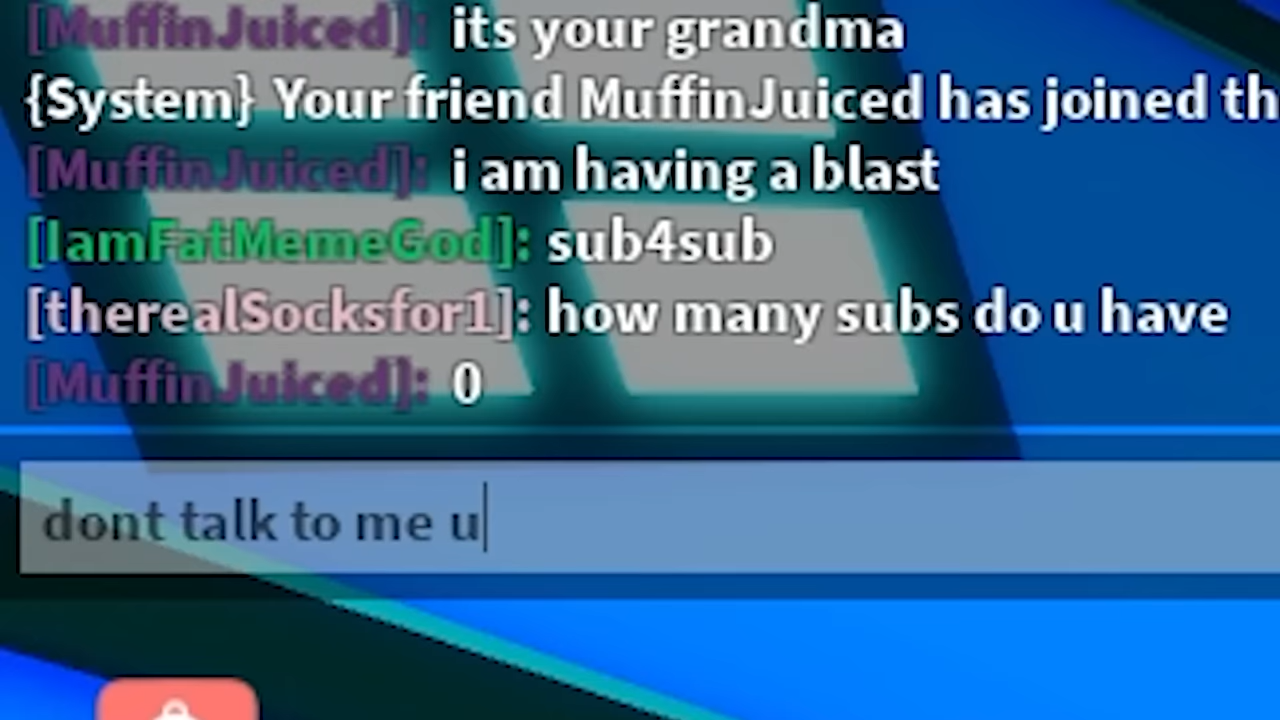 [MuffinJuiced]: its your grandma
{System} Your friend MuffinJuiced has joined th
[MuffinJuiced]: i am having a blast
[IamFatMemeGod]: sub4sub
[therealSocksfor1]: how many subs do u have
[MuffinJuiced]: 0
dont talk to me u